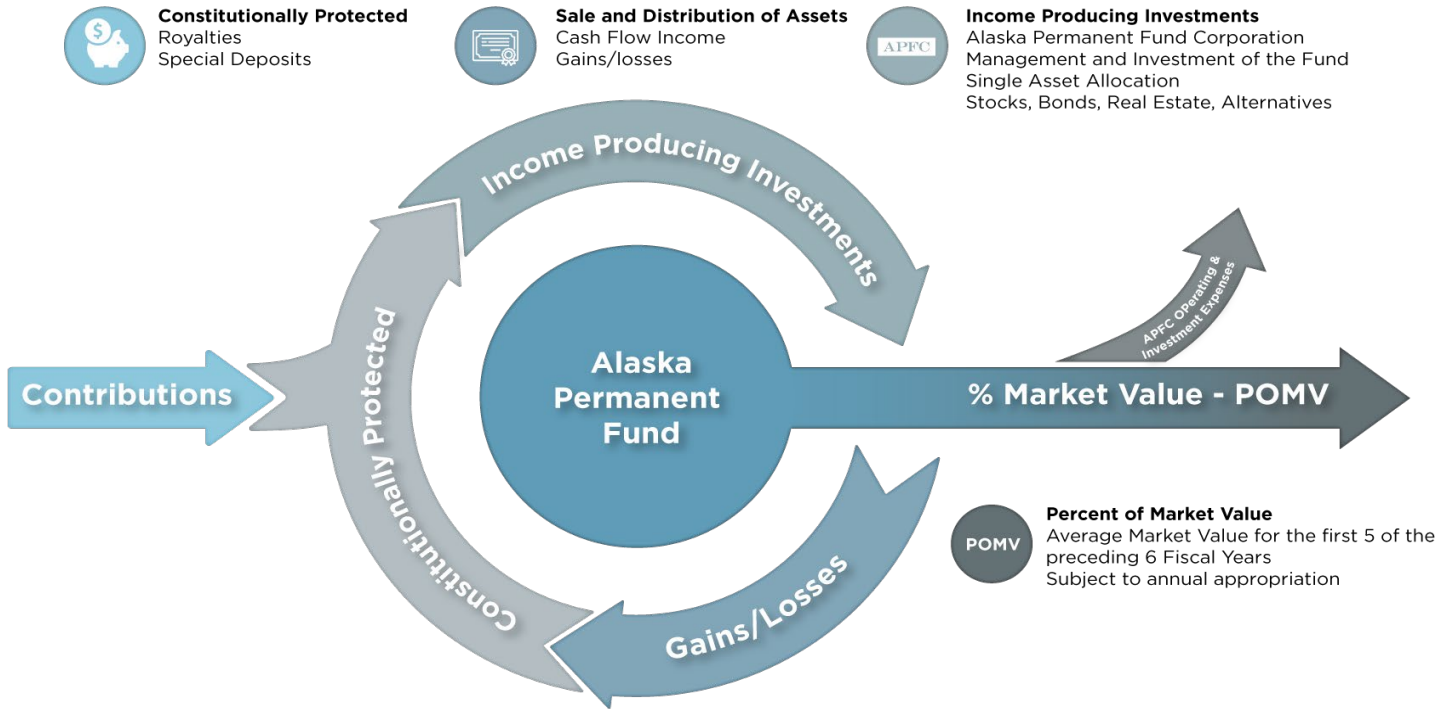 Constitutionally Protected
Royalties
Special Deposits
$
Sale and Distribution of Assets
Cash Flow Income
Gains/losses
APFC
Income Producing Investments
Alaska Permanent Fund Corporation
Management and Investment of the Fund
Single Asset Allocation
Stocks, Bonds, Real Estate, Alternatives
Income Producing Investments
Contributions
Constitutionally Protected
Alaska
Permanent
Fund
APFC OPerating &
Investment Expenses
% Market Value - POMV
Gains/Losses
POMV
Percent of Market Value
Average Market Value for the first 5 of the
preceding 6 Fiscal Years
Subject to annual appropriation